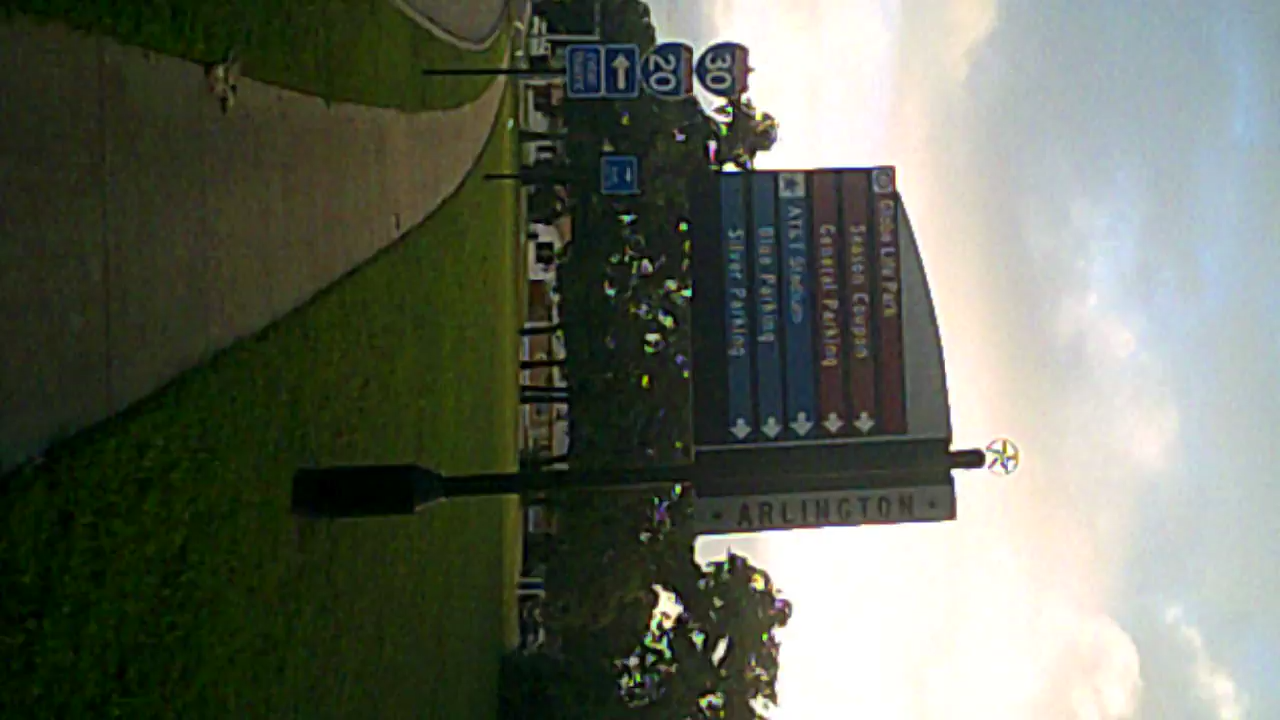 30
20
Globe Life Park
Season Coupon
General Parking
AT&T Stadium
Blue Parking
Silver Parking
ARLINGTON